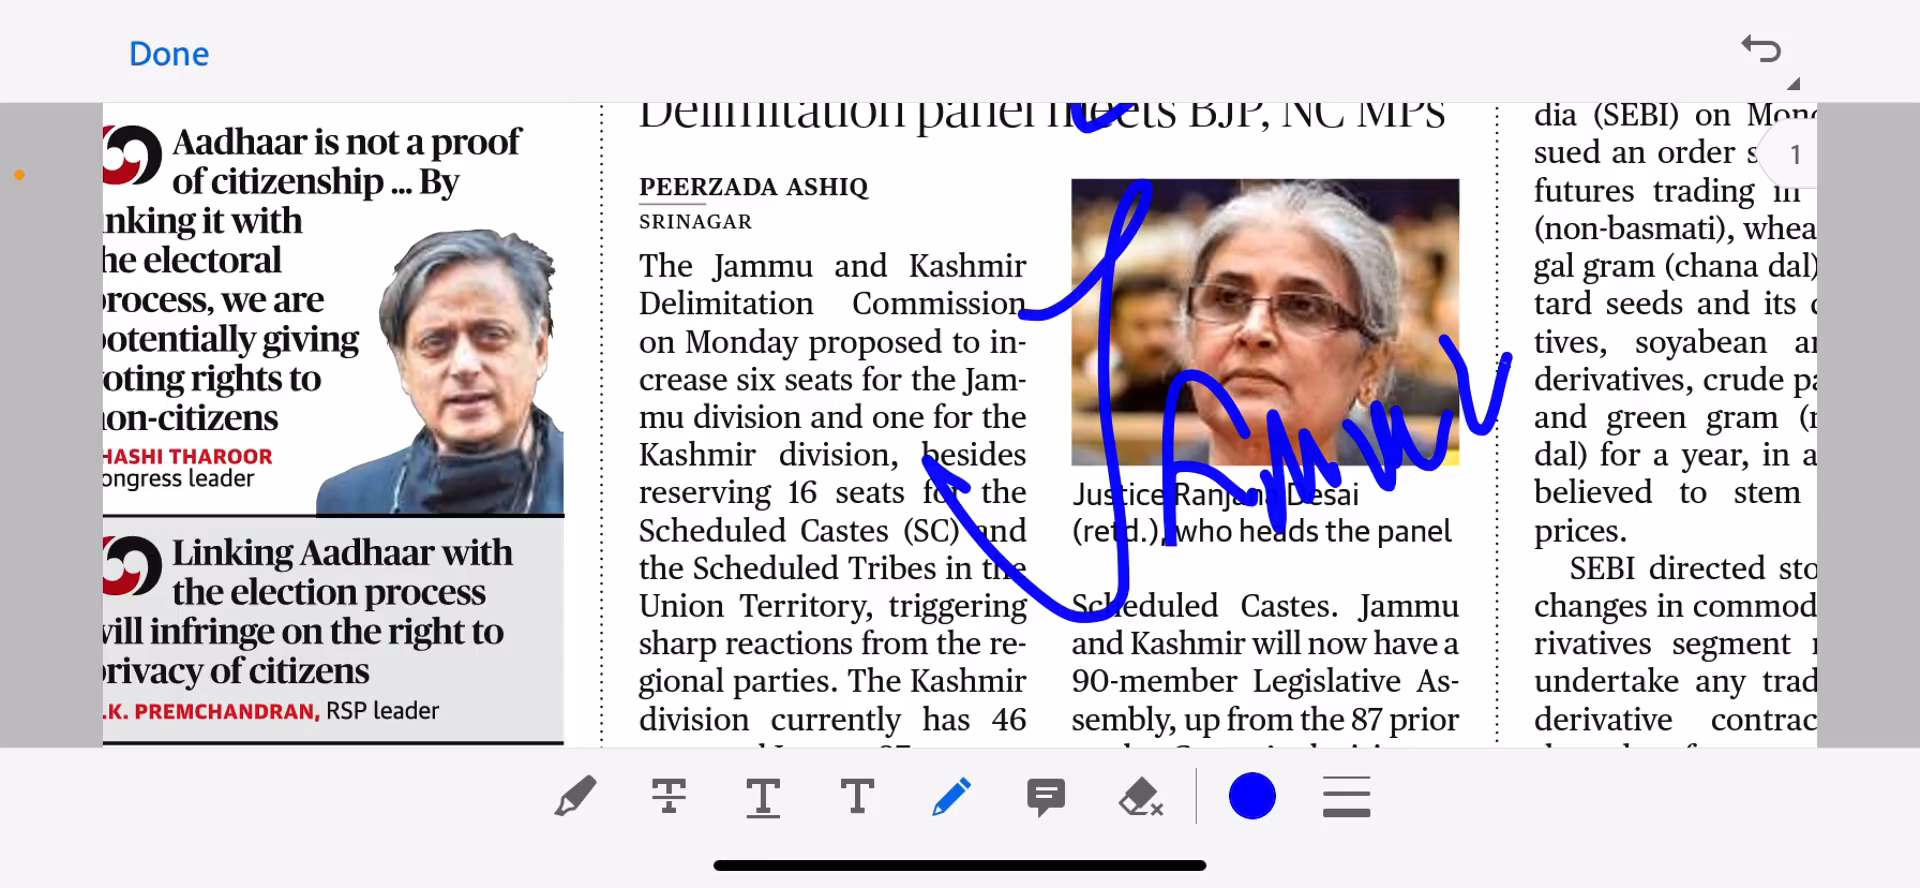 Done
Aadhaar is not a proof
of citizenship ... By
nking it with
he electoral
rocess, we are
otentially giving
oting rights to
on-citizens
HASHI THAROOR
ongress leader
Linking Aadhaar with
the election process
vill infringe on the right to
rivacy of citizens
.K. PREMCHANDRAN, RSP leader
Delimitation panel meets BJP, NC MPs
PEERZADA ASHIQ
SRINAGAR
The Jammu and Kashmir
Delimitation Commission
on Monday proposed to in-
crease six seats for the Jam-
mu division and one for the
Kashmir division, besides
reserving 16 seats for the
Scheduled Castes (SC) and
the Scheduled Tribes in the
Union Territory, triggering
sharp reactions from the re-
gional parties. The Kashmir
division currently has 46
Justice Ranjana Desai
(retd.), who heads the panel
Scheduled Castes. Jammu
and Kashmir will now have a
90-member Legislative As-
sembly, up from the 87 prior
dia (SEBI) on Mon
sued an order s
futures trading in
(non-basmati), whea
gal gram (chana dal)
tard seeds and its
tives, soyabean
derivatives, crude pa
and green gram
dal) for a year, in a
believed to stem
prices.
SEBI directed sto
changes in commod
rivatives segment
undertake any trad
derivative contrac
1
T
T
T